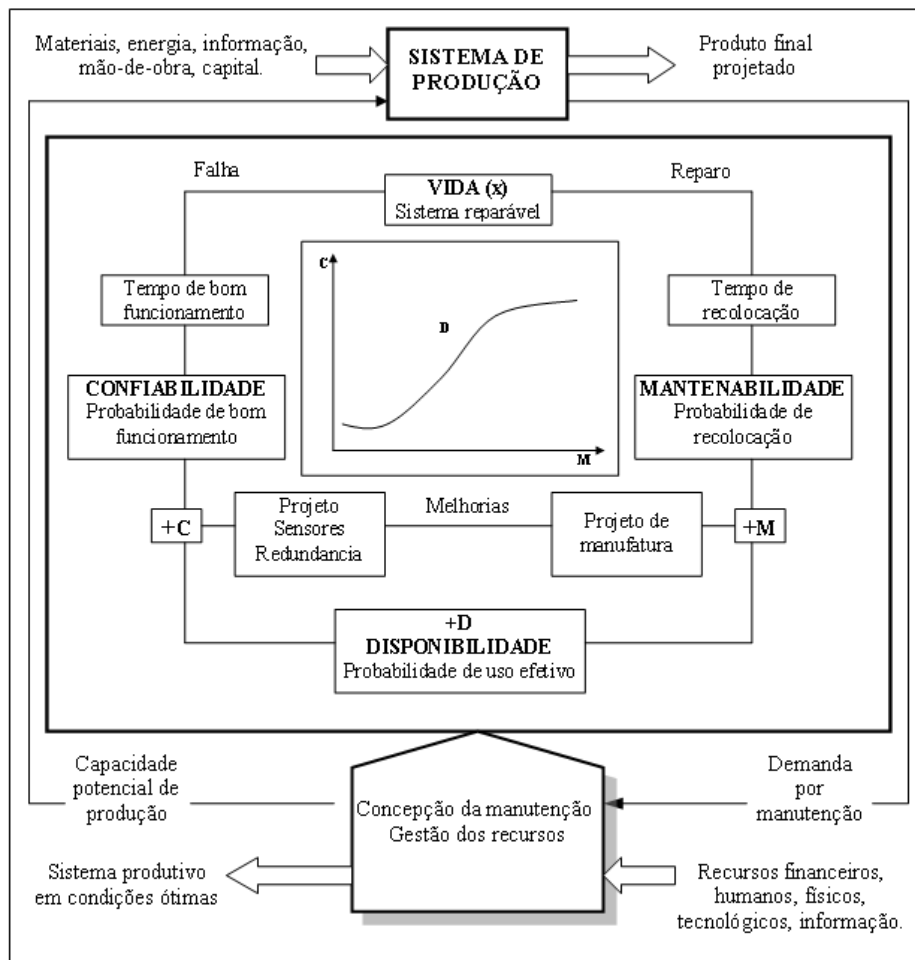 Materiais, energia, informação,
mão-de-obra, capital.
SISTEMA DE
PRODUÇÃO
Produto final
projetado
Falha
VIDA (x)
Sistema reparável
Reparo
Tempo de bom
funcionamento
C
D
M
Tempo de
recolocação
CONFIABILIDADE
Probabilidade de bom
funcionamento
MANTENABILIDADE
Probabilidade de
recolocação
+C
Projeto
Sensores
Redundancia
Melhorias
Projeto de
manufatura
+M
+D
DISPONIBILIDADE
Probabilidade de uso efetivo
Capacidade
potencial de
produção
Concepção da manutenção
Gestão dos recursos
Demanda
por
manutenção
Sistema produtivo
em condições ótimas
Recursos financeiros,
humanos, físicos,
tecnológicos, informação.